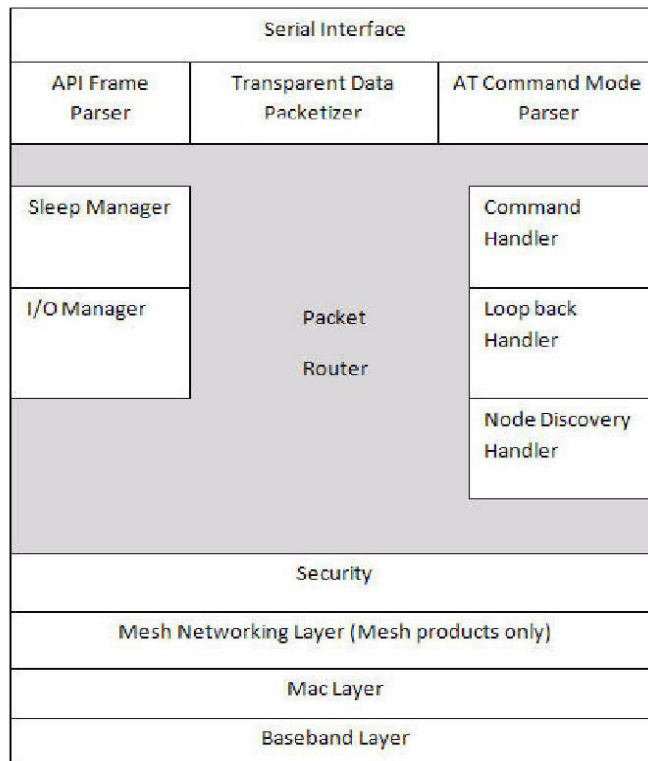 Serial Interface
API Frame
Parser
Transparent Data
Packetizer
AT Command Mode
Parser
Sleep Manager
I/O Manager
Packet
Router
Command
Handler
Loop back
Handler
Node Discovery
Handler
Security
Mesh Networking Layer (Mesh products only)
Mac Layer
Baseband Layer